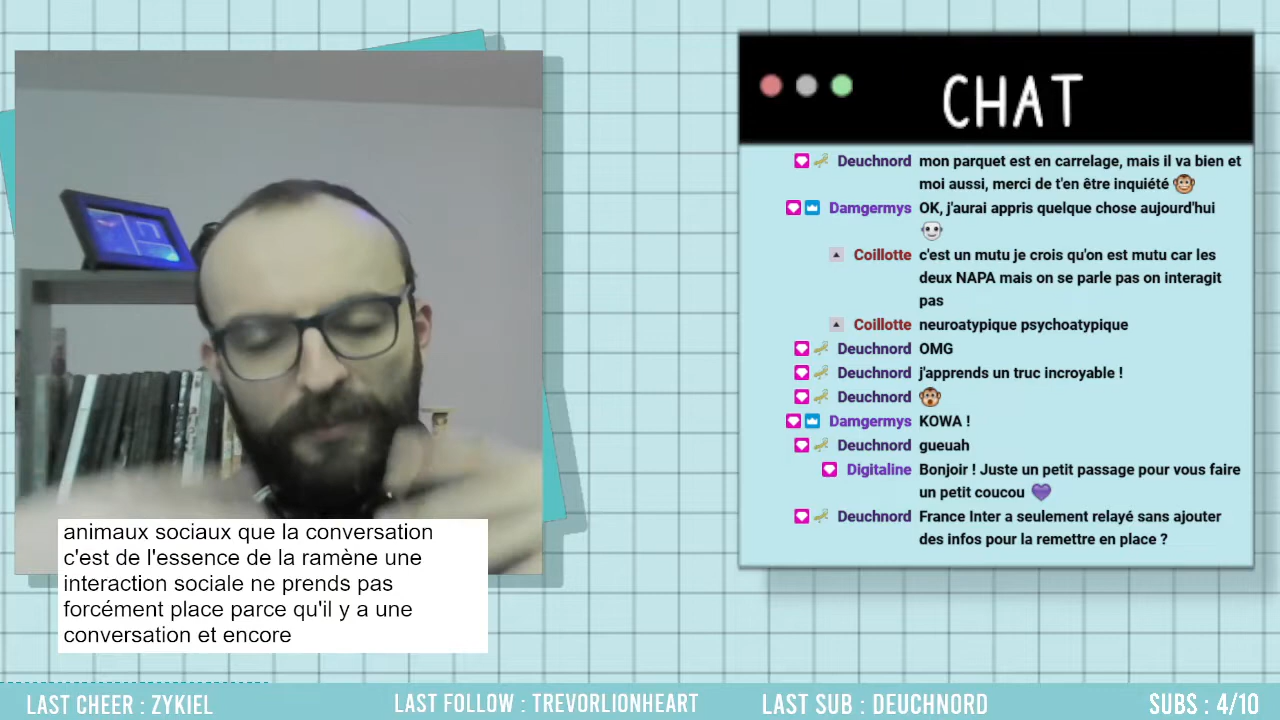 CHAT
Deuchnord mon parquet est en carrelage, mais il va bien et
moi aussi, merci de t'en être inquiété
Damgermys OK, j'aurai appris quelque chose aujourd'hui
Coillotte c'est un mutu je crois qu'on est mutu car les
deux NAPA mais on se parle pas on interagit
pas
Coillotte neuroatypique psychoatypique
Deuchnord OMG
Deuchnord j'apprends un truc incroyable !
Deuchnord
Damgermys KOWA !
Deuchnord gueuah
Digitaline Bonjoir ! Juste un petit passage pour vous faire
un petit coucou
Deuchnord France Inter a seulement relayé sans ajouter
des infos pour la remettre en place ?
animaux sociaux que la conversation
c'est de l'essence de la ramène une
interaction sociale ne prends pas
forcément place parce qu'il y a une
conversation et encore
LAST CHEER : ZYKIEL
LAST FOLLOW : TREVORLIONHEART
LAST SUB : DEUCHNORD
SUBS : 4/10